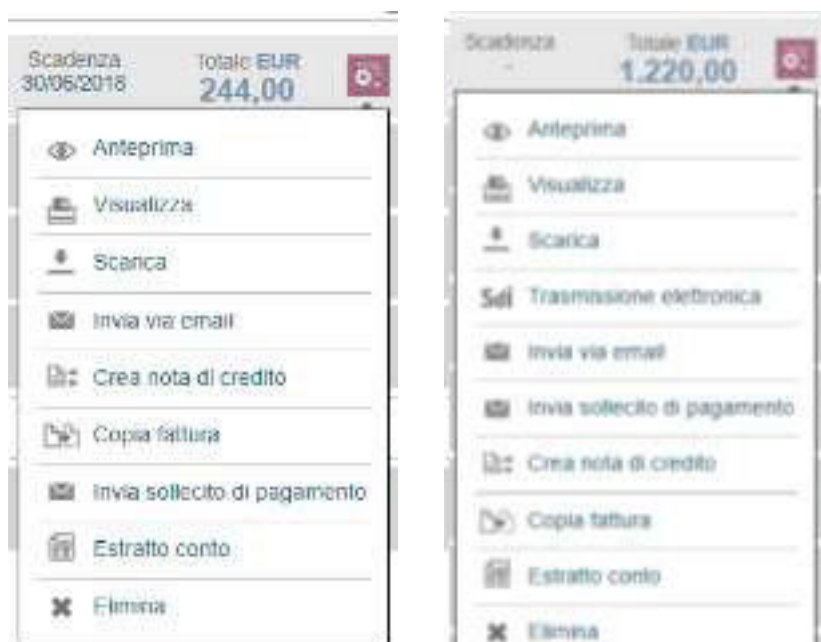 Scadenza
Totale EUR
30/06/2018
244,00
Anteprima
Visualizza
Scarica
Invia via email
Crea nota di credito
Copia fattura
Invia sollecito di pagamento
Estratto conto
Elimina
Scadenza
Totale EUR
-
1.220,00
Anteprima
Visualizza
Scarica
Sdi Trasmissione elettronica
Invia via email
Invia sollecito di pagamento
Crea nota di credito
Copia fattura
Estratto conto
Elimina